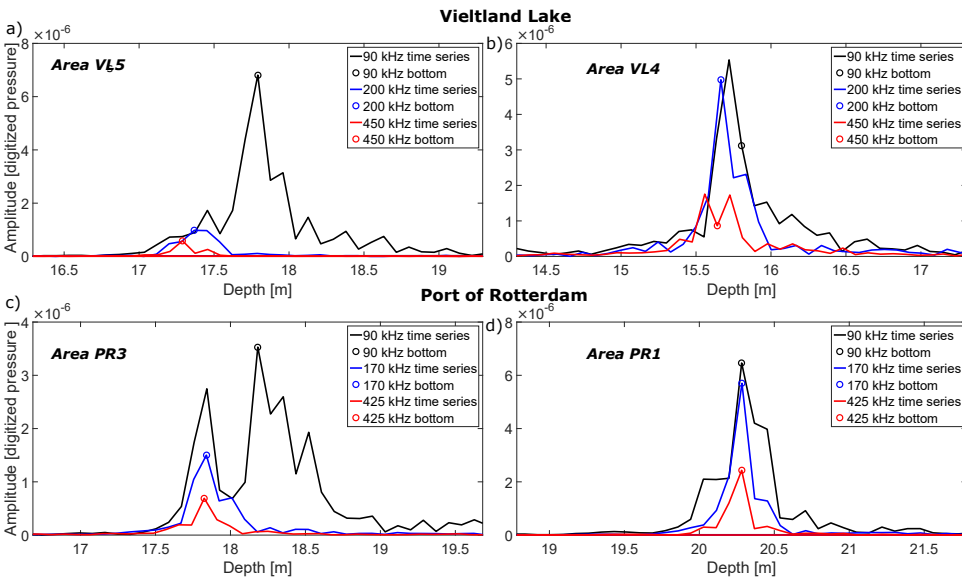 Vieltland Lake
a)
×10⁻⁶
Area VL5
5
Amplitude [digitized pressure]
8
6
4
2
0
16.5 17 17.5 18 18.5 19
Depth [m]
90 kHz time series
90 kHz bottom
200 kHz time series
200 kHz bottom
450 kHz time series
450 kHz bottom
b)
×10⁻⁶
Area VL4
6
5
4
3
2
1
0
14.5 15 15.5 16 16.5 17
Depth [m]
90 kHz time series
90 kHz bottom
200 kHz time series
200 kHz bottom
450 kHz time series
450 kHz bottom
Port of Rotterdam
c)
×10⁻⁶
Area PR3
Amplitude [digitized pressure ]
4
3
2
1
0
17 17.5 18 18.5 19 19.5
Depth [m]
90 kHz time series
90 kHz bottom
170 kHz time series
170 kHz bottom
425 kHz time series
425 kHz bottom
d)
×10⁻⁶
Area PR1
8
6
4
2
0
19 19.5 20 20.5 21 21.5
Depth [m]
90 kHz time series
90 kHz bottom
170 kHz time series
170 kHz bottom
425 kHz time series
425 kHz bottom